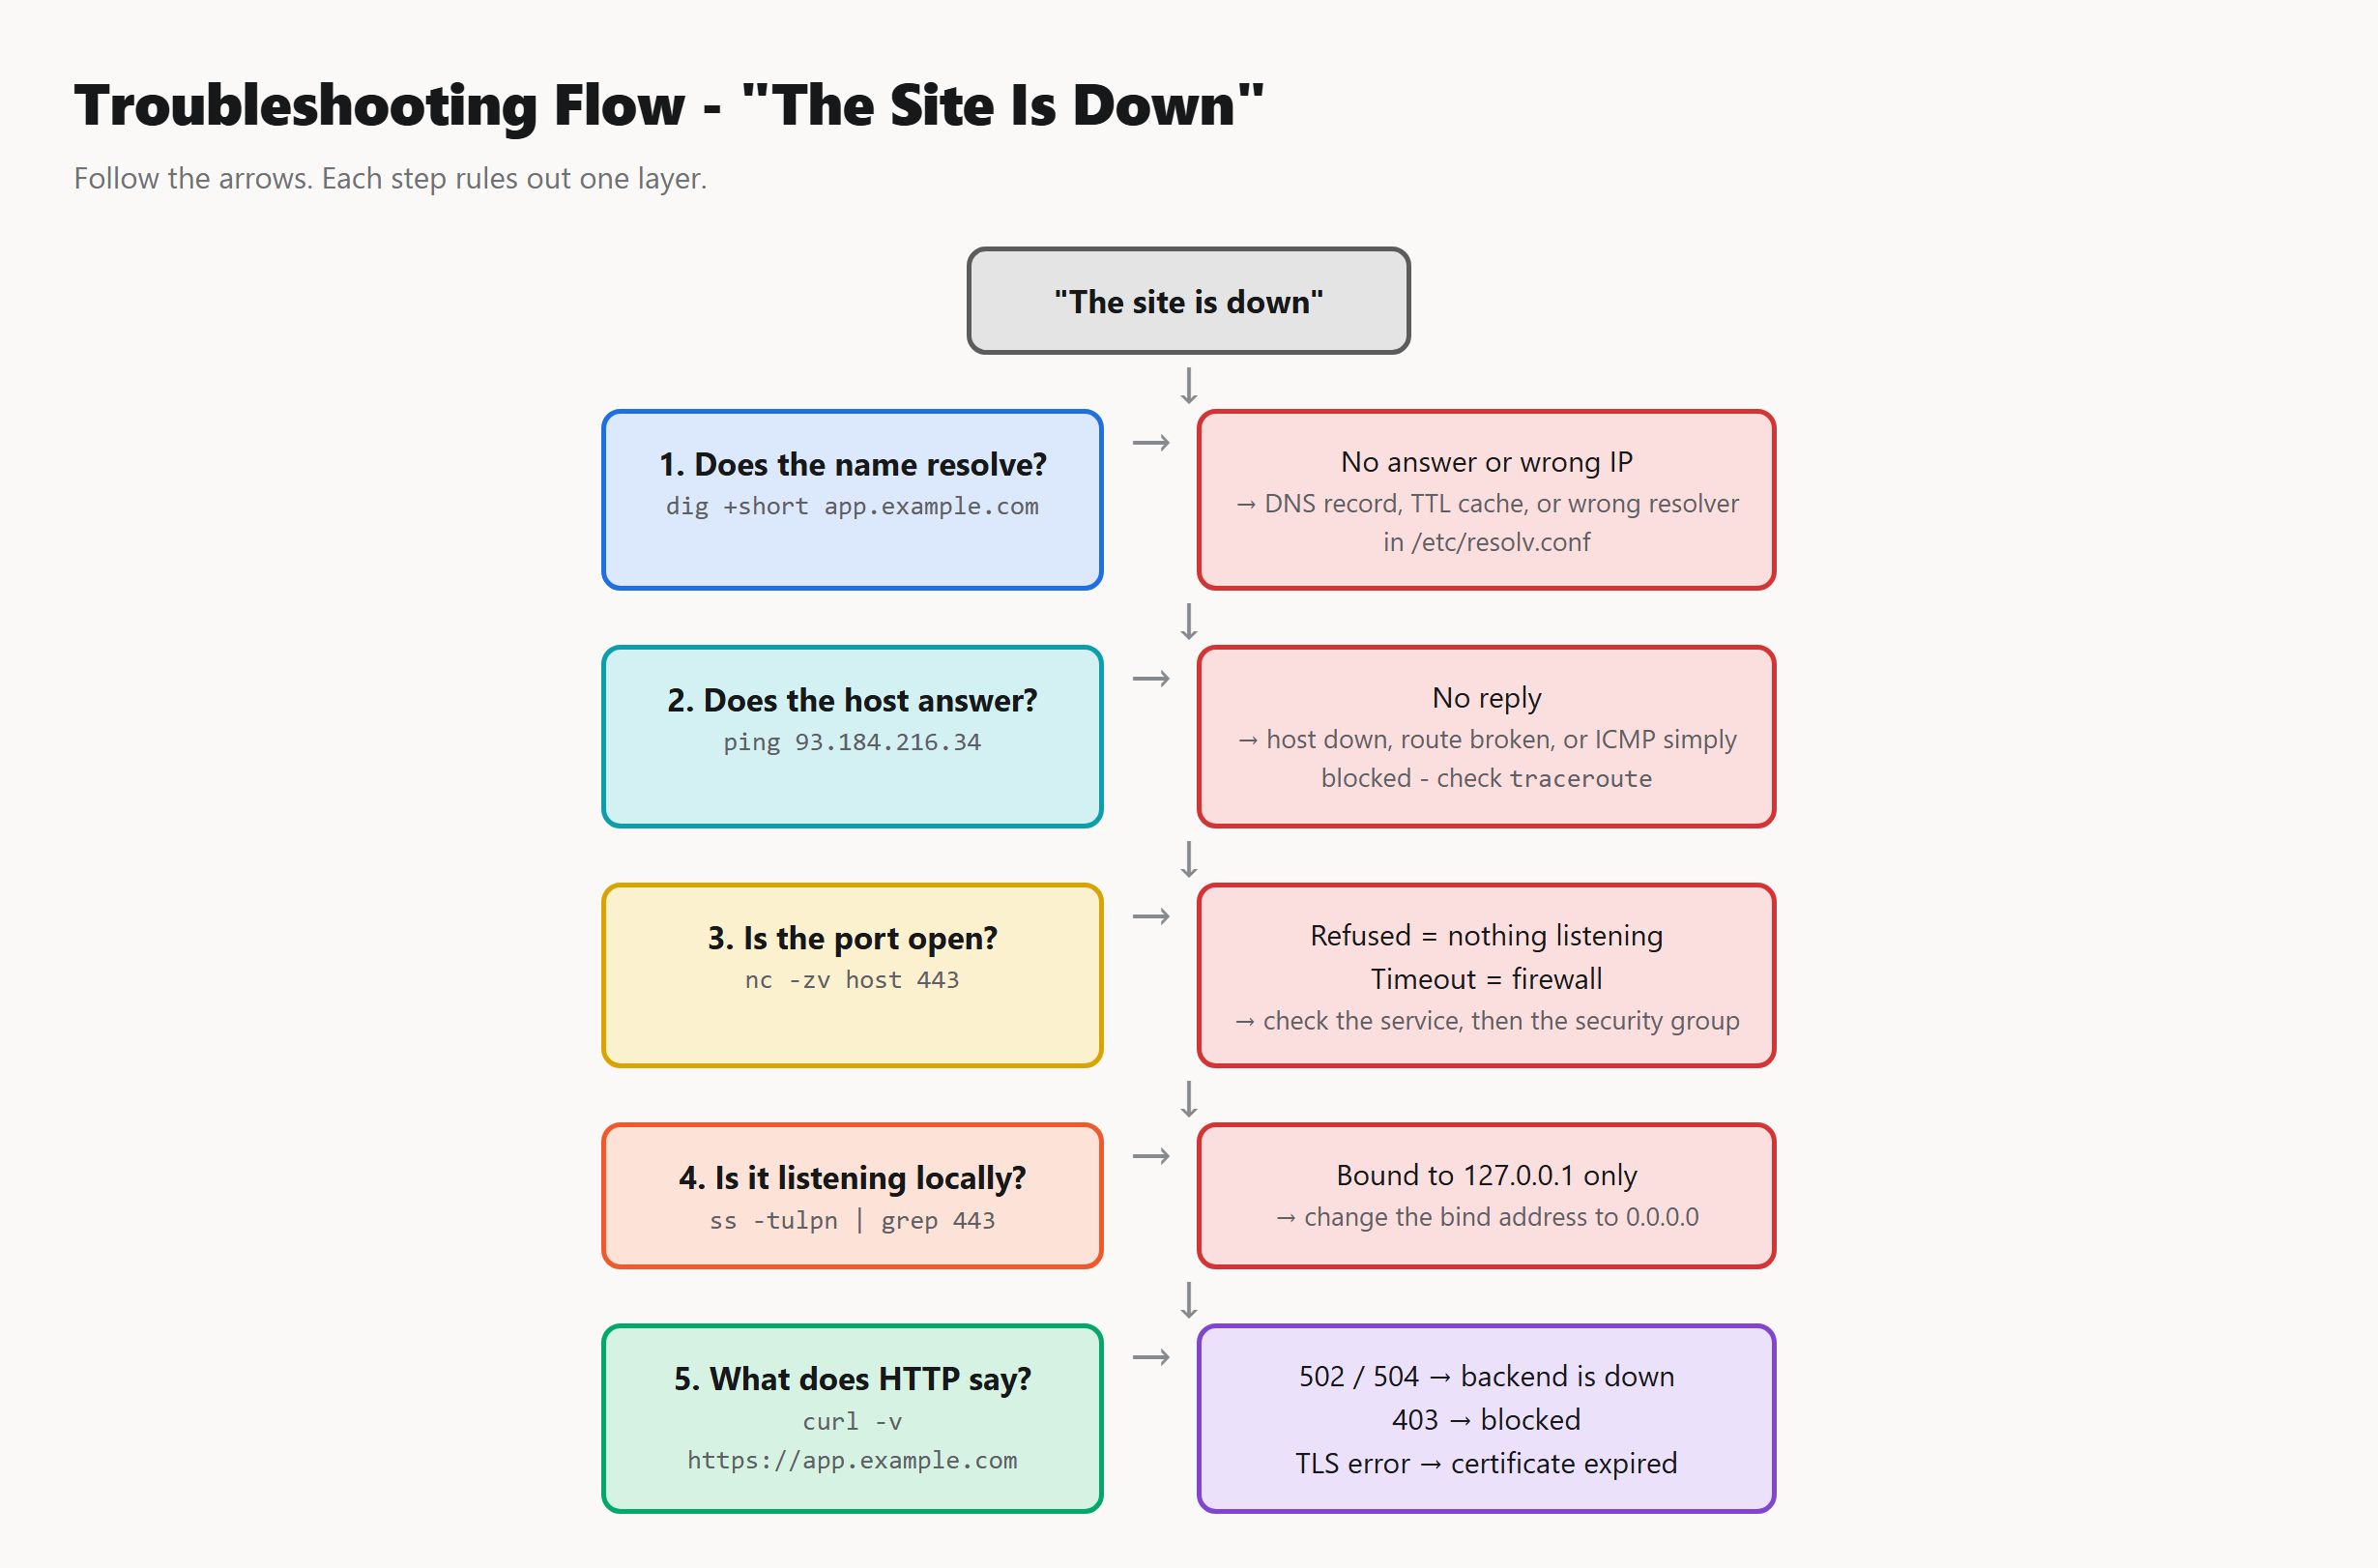 Troubleshooting Flow - "The Site Is Down"
Follow the arrows. Each step rules out one layer.
"The site is down"
↓
1. Does the name resolve?
dig +short app.example.com
→
No answer or wrong IP
→ DNS record, TTL cache, or wrong resolver
in /etc/resolv.conf
↓
2. Does the host answer?
ping 93.184.216.34
→
No reply
→ host down, route broken, or ICMP simply
blocked - check traceroute
↓
3. Is the port open?
nc -zv host 443
→
Refused = nothing listening
Timeout = firewall
→ check the service, then the security group
↓
4. Is it listening locally?
ss -tulpn | grep 443
→
Bound to 127.0.0.1 only
→ change the bind address to 0.0.0.0
↓
5. What does HTTP say?
curl -v
https://app.example.com
→
502 / 504 → backend is down
403 → blocked
TLS error → certificate expired